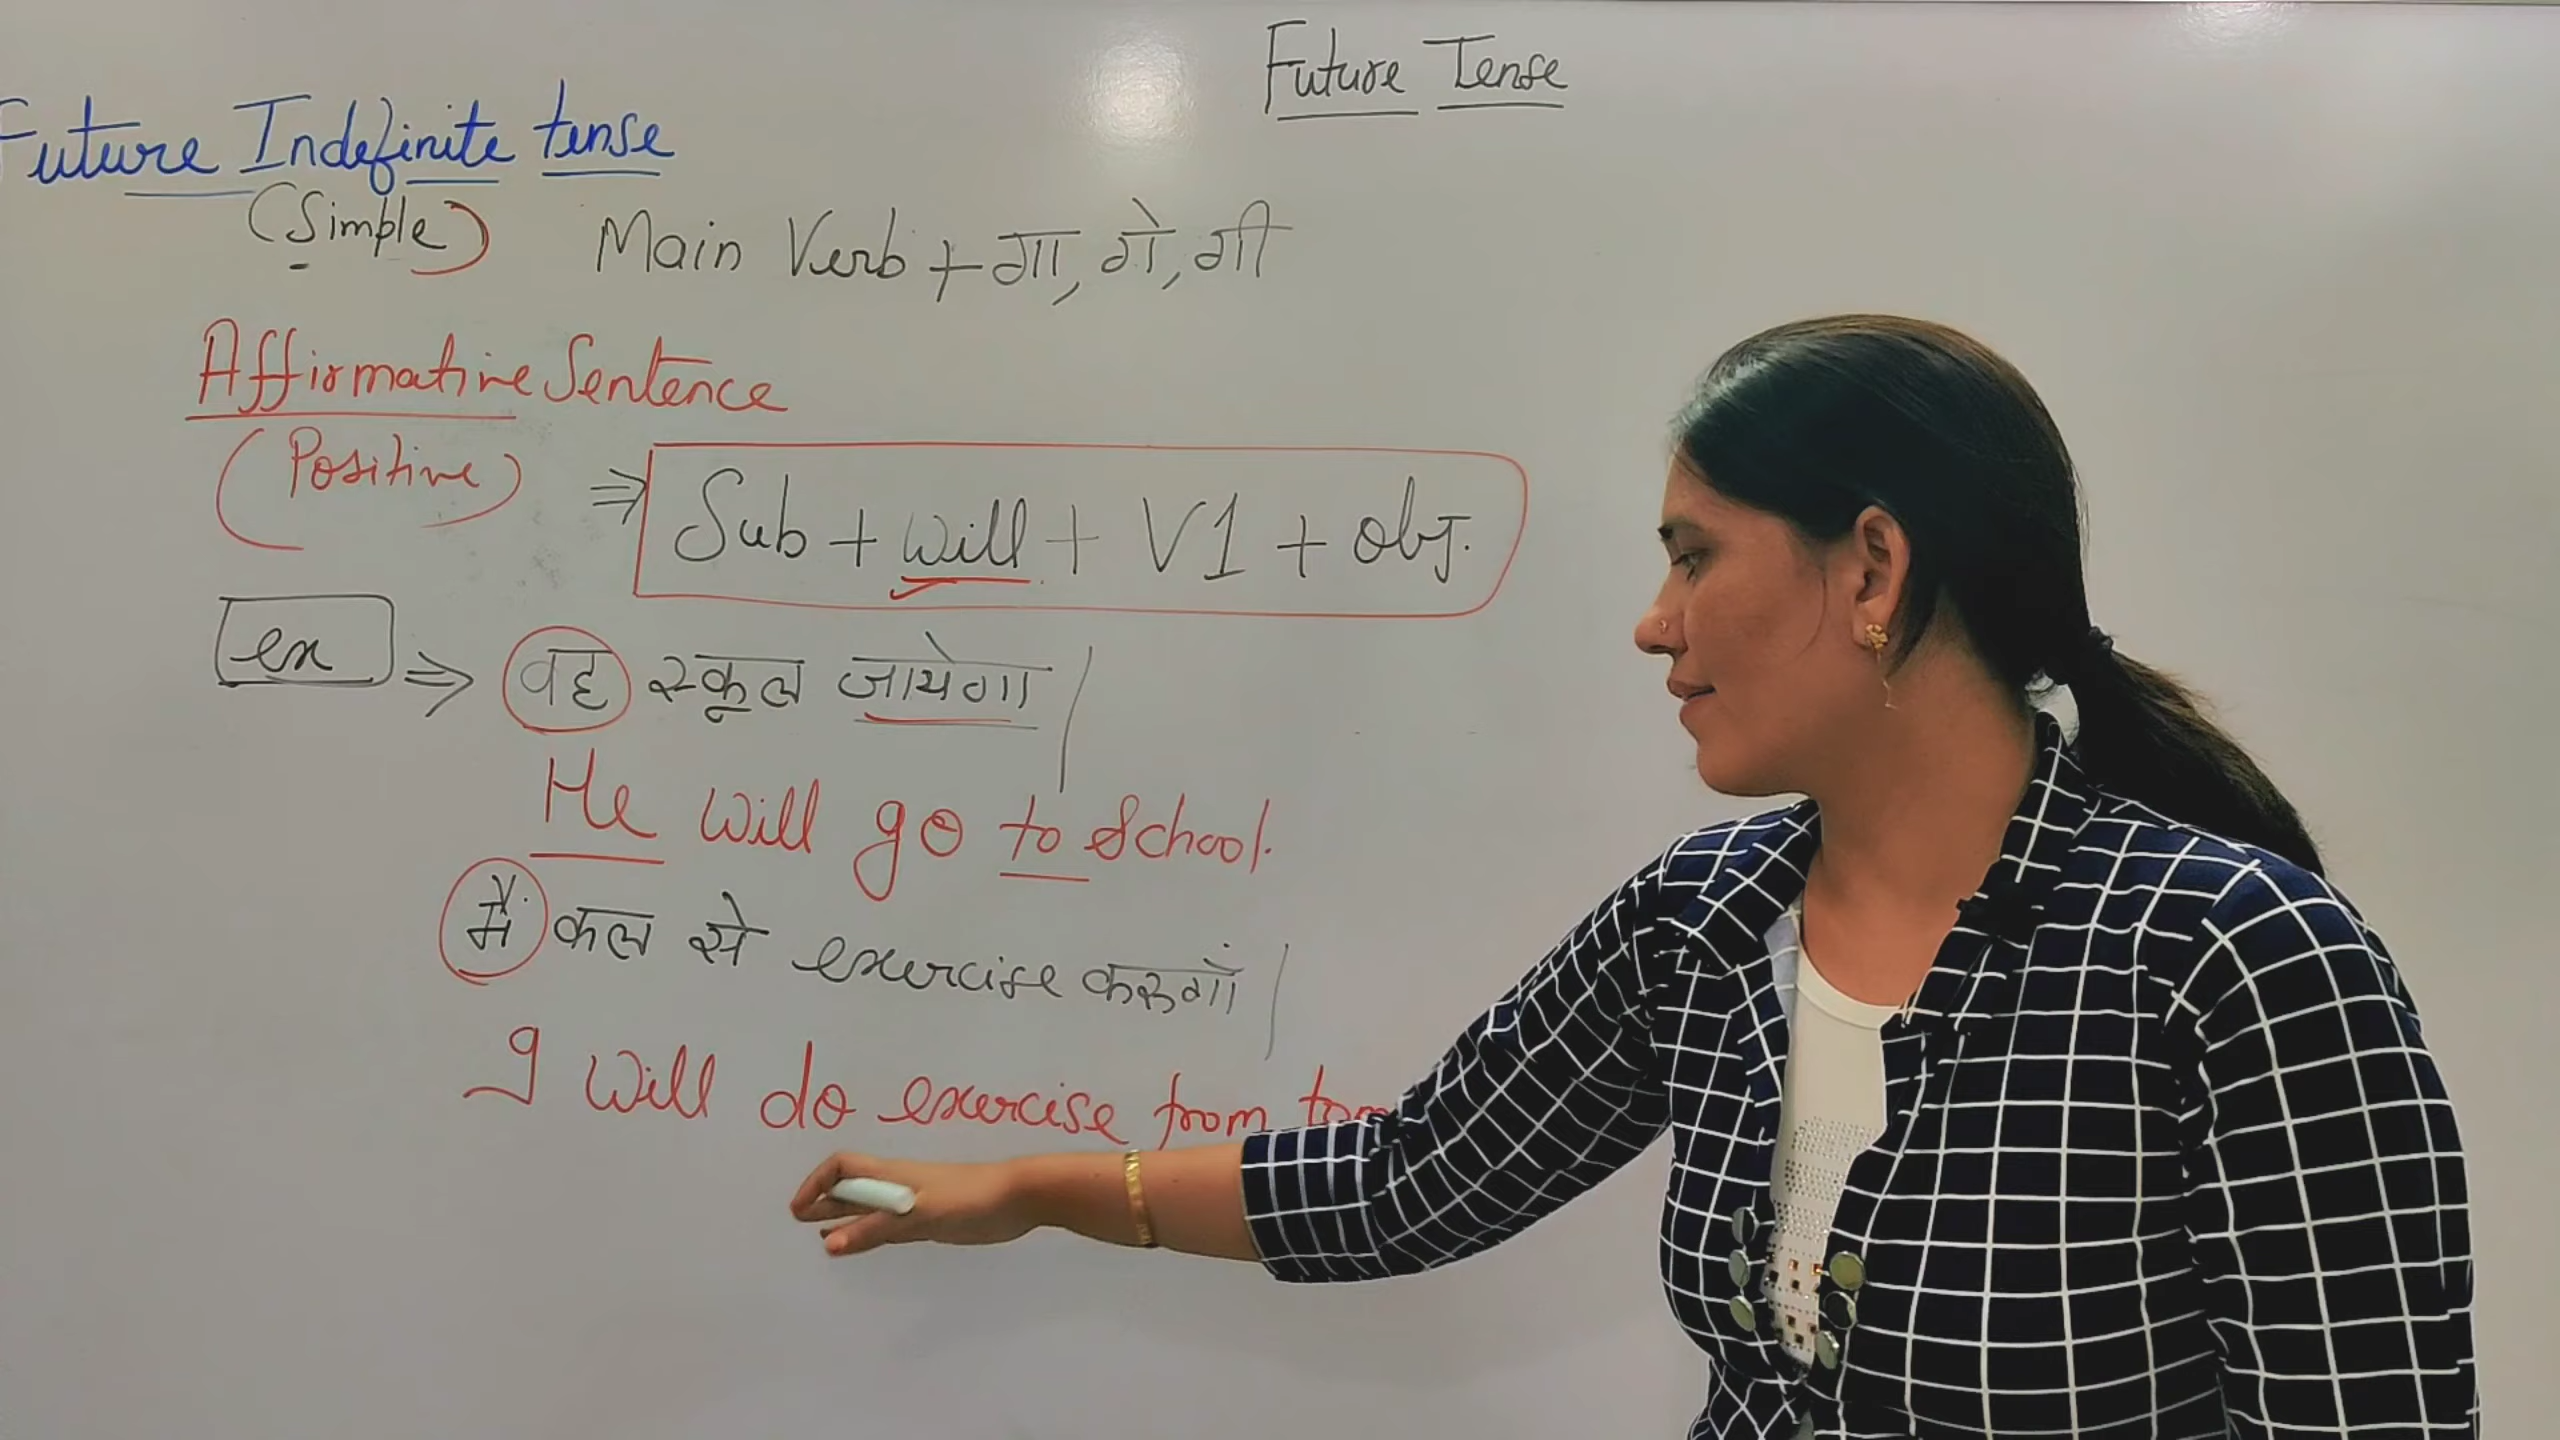 Future Tense
Future Indefinite tense
(Simple) Main Verb + गा, गे, गी
Affirmative Sentence
(Positive) ⇒ Sub + will + V1 + obj.
ex ⇒ वह स्कूल जायेगा |
He will go to School.
मैं कल से exercise करुगां |
I will do exercise from